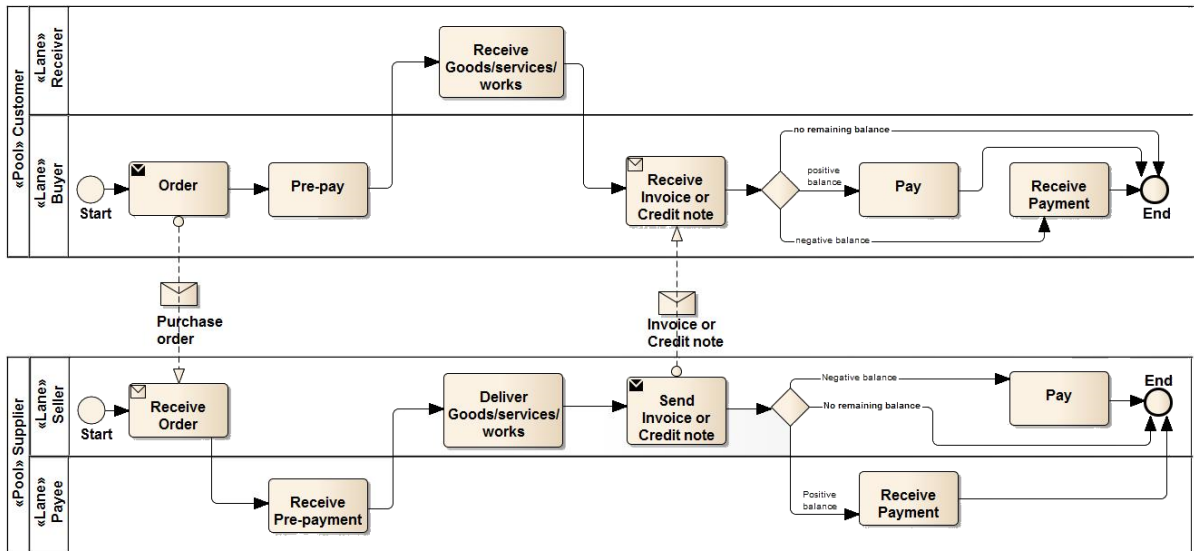 «Pool» Customer
«Lane»
Receiver
Receive
Goods/services/
works
«Lane»
Buyer
Start
Order
Pre-pay
Receive
Invoice or
Credit note
no remaining balance
positive
balance
negative balance
Pay
Receive
Payment
End
Purchase
order
Invoice or
Credit note
«Pool» Supplier
«Lane»
Seller
Start
Receive
Order
Deliver
Goods/services/
works
Send
Invoice or
Credit note
Negative balance
No remaining balance
Pay
End
«Lane»
Payee
Receive
Pre-payment
Positive
balance
Receive
Payment